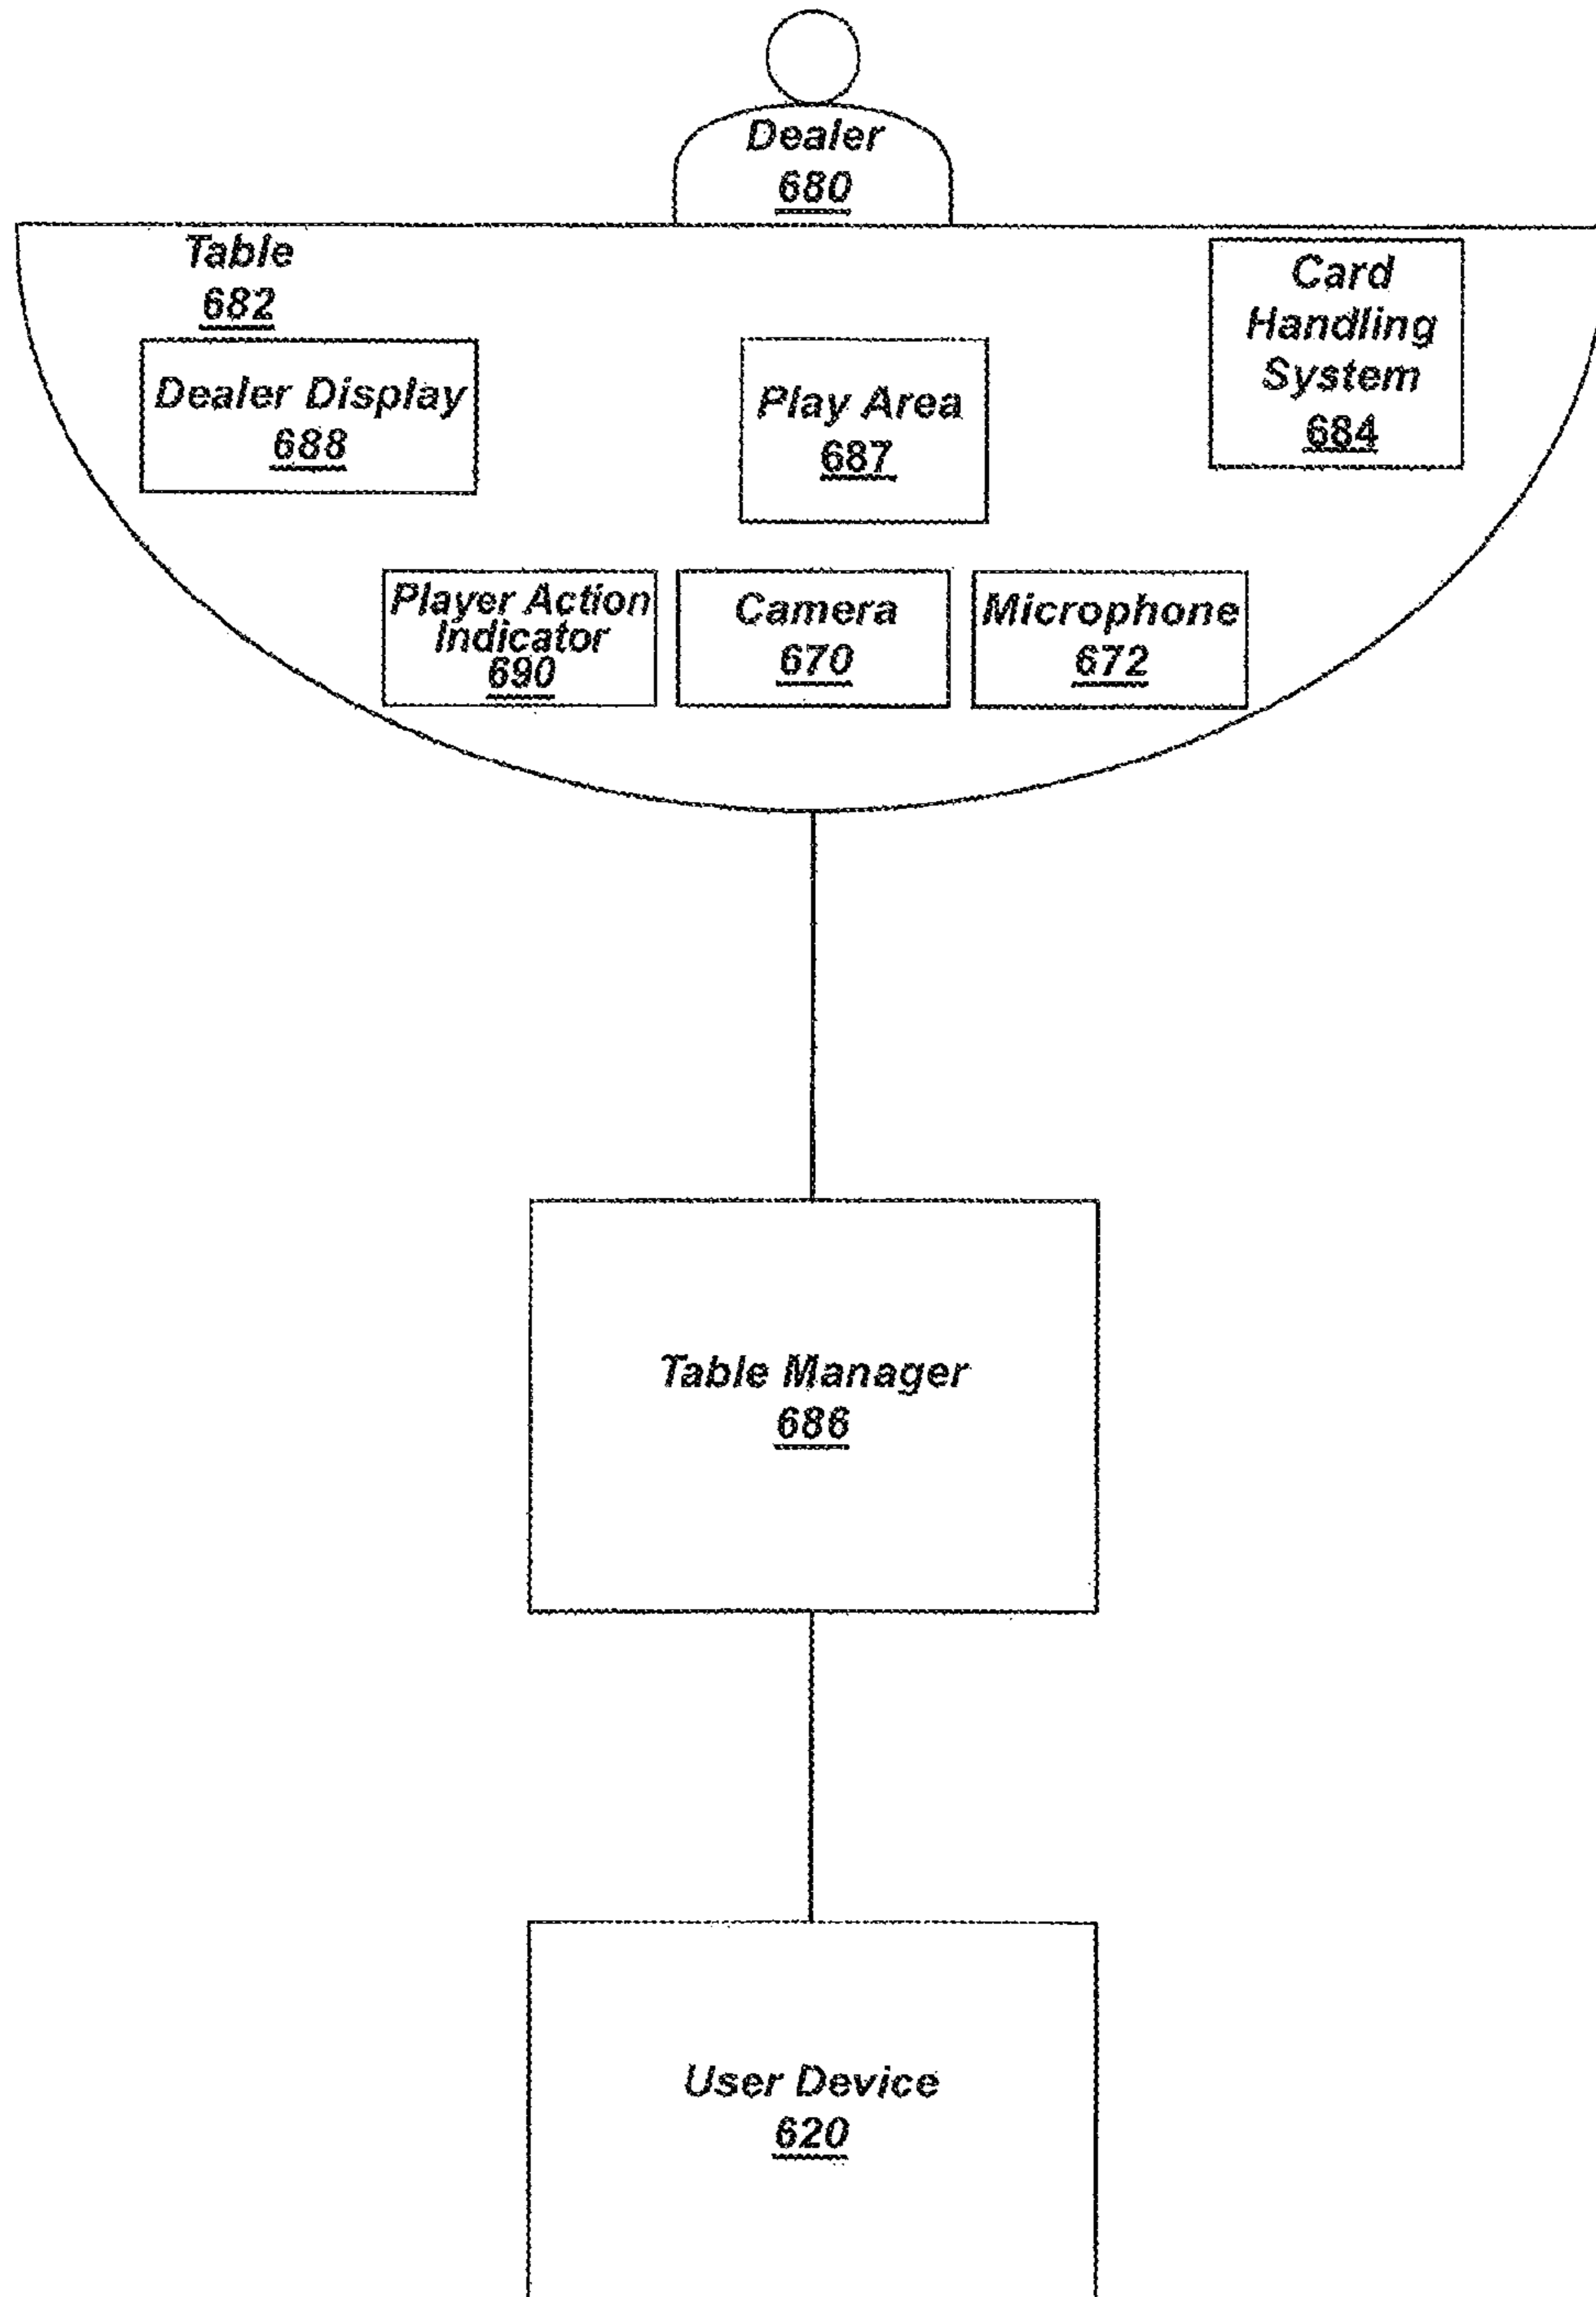 Dealer
680
Table
682
Card
Handling
System
684
Dealer Display
688
Play Area
687
Player Action
Indicator
690
Camera
670
Microphone
672
Table Manager
686
User Device
620